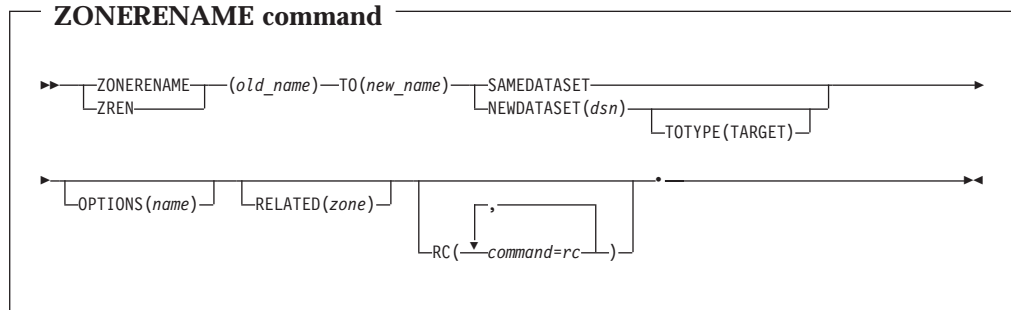 ZONERENAME command
ZONERENAME (old_name) TO(new_name) SAMEDATASET
ZREN NEWDATASET(dsn)
TOTYPE(TARGET)
.
OPTIONS(name) RELATED(zone)
,
RC( command=rc )